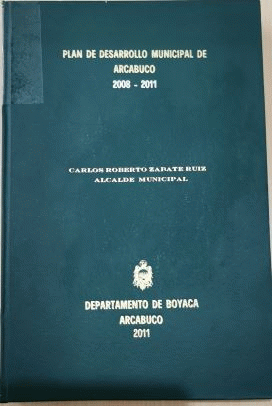 PLAN DE DESARROLLO MUNICIPAL DE
ARCABUCO
2008 - 2011
CARLOS ROBERTO ZARATE RUIZ
ALCALDE MUNICIPAL
DEPARTAMENTO DE BOYACA
ARCABUCO
2011